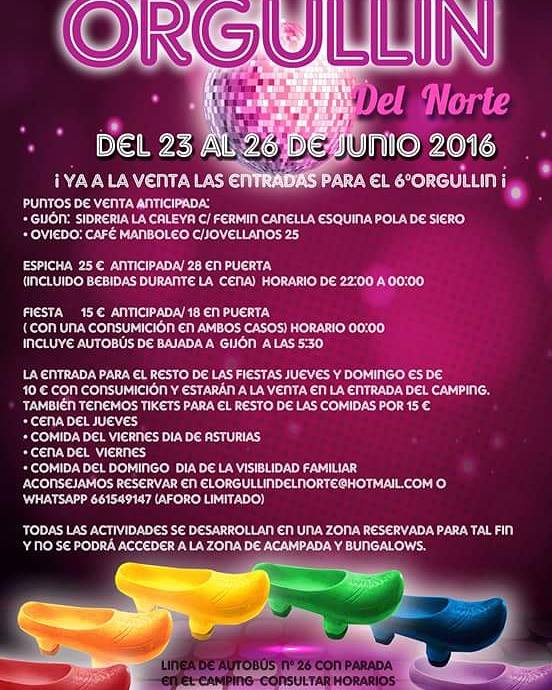 ORGULLIN
Del Norte
DEL 23 AL 26 DE JUNIO 2016
¡ YA A LA VENTA LAS ENTRADAS PARA EL 6ºORGULLIN ¡
PUNTOS DE VENTA ANTICIPADA:
• GIJÓN: SIDRERIA LA CALEYA C/ FERMIN CANELLA ESQUINA POLA DE SIERO
• OVIEDO: CAFÉ MANBOLEO C/JOVELLANOS 25
ESPICHA 25 € ANTICIPADA/ 28 EN PUERTA
(INCLUIDO BEBIDAS DURANTE LA CENA) HORARIO DE 22:00 A 00:00
FIESTA 15 € ANTICIPADA/ 18 EN PUERTA
( CON UNA CONSUMICIÓN EN AMBOS CASOS) HORARIO 00:00
INCLUYE AUTOBÚS DE BAJADA A GIJÓN A LAS 5:30
LA ENTRADA PARA EL RESTO DE LAS FIESTAS JUEVES Y DOMINGO ES DE
10 € CON CONSUMICIÓN Y ESTARÁN A LA VENTA EN LA ENTRADA DEL CAMPING.
TAMBIÉN TENEMOS TICKETS PARA EL RESTO DE LAS COMIDAS POR 15 €
• CENA DEL JUEVES
• COMIDA DEL VIERNES DIA DE ASTURIAS
• CENA DEL VIERNES
• COMIDA DEL DOMINGO DIA DE LA VISIBLIDAD FAMILIAR
ACONSEJAMOS RESERVAR EN ELORGULLINDELNORTE@HOTMAIL.COM O
WHATSAPP 661549147 (AFORO LIMITADO)
TODAS LAS ACTIVIDADES SE DESARROLLAN EN UNA ZONA RESERVADA PARA TAL FIN
Y NO SE PODRÁ ACCEDER A LA ZONA DE ACAMPADA Y BUNGALOWS.
LINEA DE AUTOBÚS nº 26 CON PARADA
EN EL CAMPING CONSULTAR HORARIOS